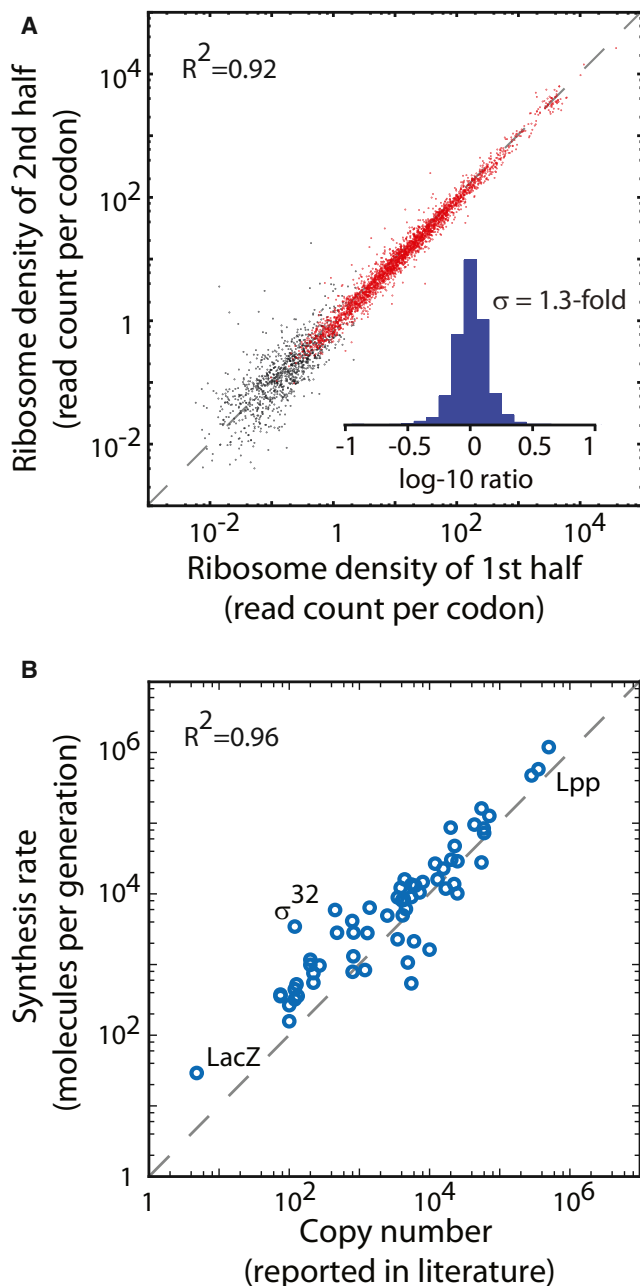 A
R²=0.92
Ribosome density of 2nd half
(read count per codon)
10⁴
10²
1
10⁻²
σ = 1.3-fold
-1 -0.5 0 0.5 1
log-10 ratio
10⁻² 1 10² 10⁴
Ribosome density of 1st half
(read count per codon)
B
R²=0.96
Synthesis rate
(molecules per generation)
10⁶
10⁴
10²
1
Lpp
σ³²
LacZ
1 10² 10⁴ 10⁶
Copy number
(reported in literature)